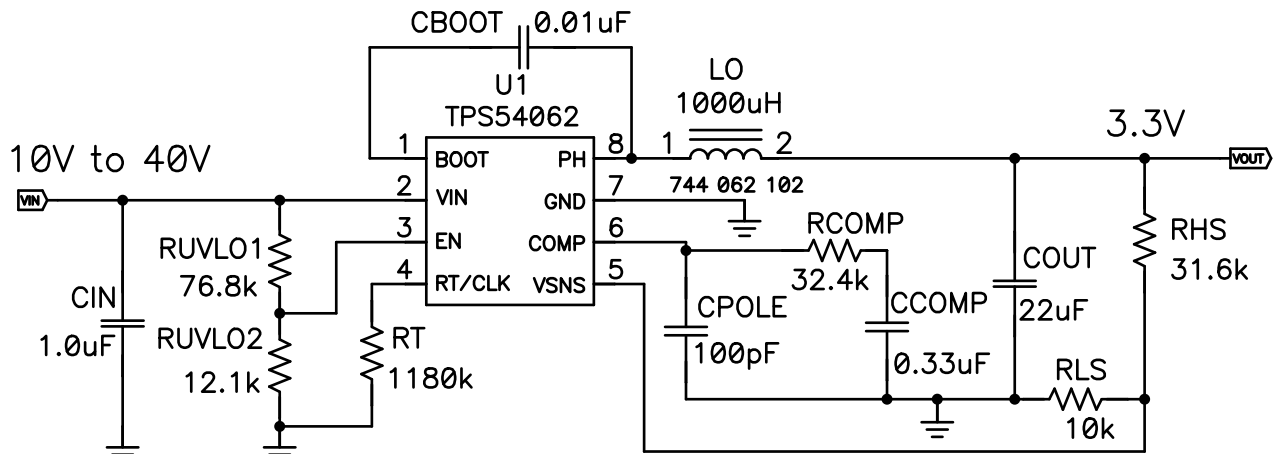 CBOOT 0.01uF
U1
TPS54062
LO
1000uH
3.3V
10V to 40V
1 BOOT PH 8 1 2
VOUT
744 062 102
VIN
2 VIN GND 7
RCOMP
3 EN COMP 6
RUVLO1
76.8k
RHS
31.6k
32.4k
COUT
4 RT/CLK VSNS 5
CIN
1.0uF
CPOLE
100pF
CCOMP
0.33uF
22uF
RUVLO2
12.1k
RT
1180k
RLS
10k